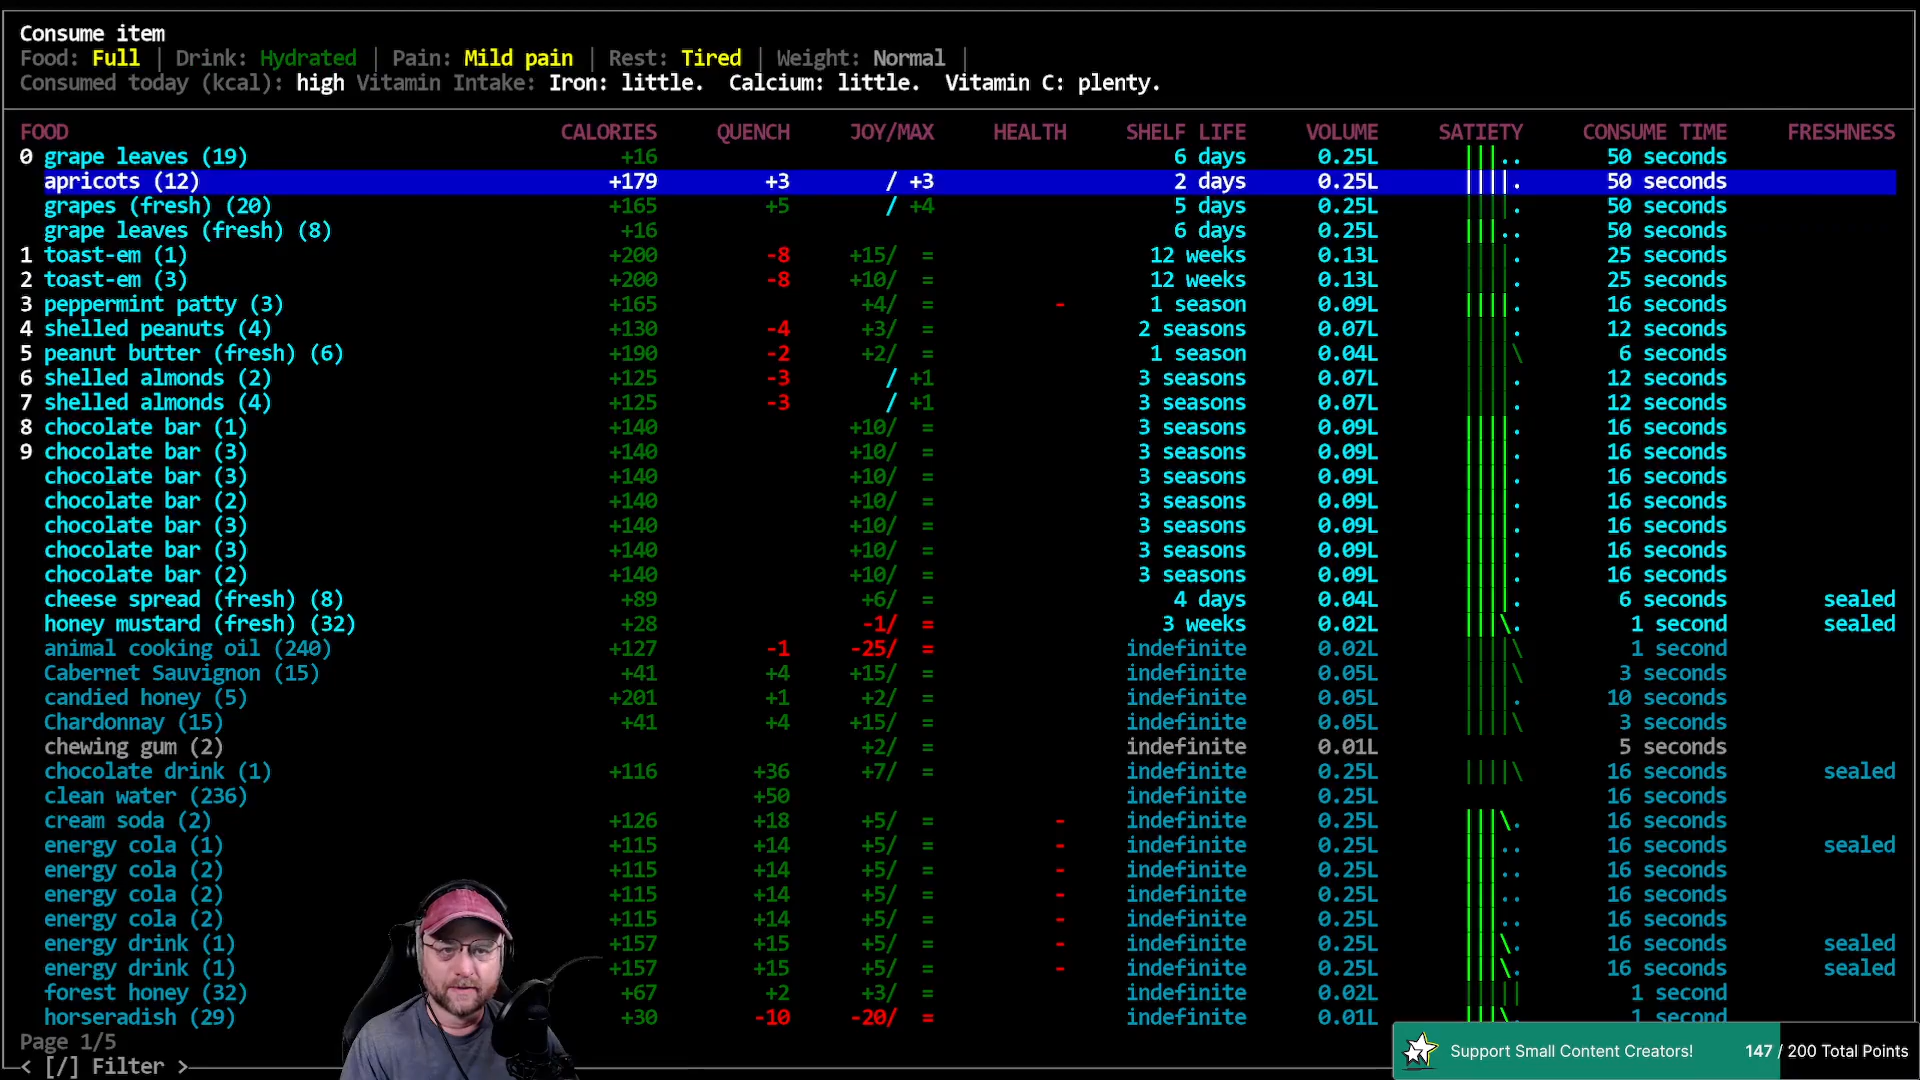 Consume item
Food: Full | Drink: Hydrated | Pain: Mild pain | Rest: Tired | Weight: Normal |
Consumed today (kcal): high Vitamin Intake: Iron: little. Calcium: little. Vitamin C: plenty.
FOOD CALORIES QUENCH JOY/MAX HEALTH SHELF LIFE VOLUME SATIETY CONSUME TIME FRESHNESS
0 grape leaves (19) +16 6 days 0.25L |||.. 50 seconds
apricots (12) +179 +3 / +3 2 days 0.25L ||||. 50 seconds
grapes (fresh) (20) +165 +5 / +4 5 days 0.25L ||||. 50 seconds
grape leaves (fresh) (8) +16 6 days 0.25L |||.. 50 seconds
1 toast-em (1) +200 -8 +15/ = 12 weeks 0.13L ||||. 25 seconds
2 toast-em (3) +200 -8 +10/ = 12 weeks 0.13L ||||. 25 seconds
3 peppermint patty (3) +165 +4/ = - 1 season 0.09L ||||. 16 seconds
4 shelled peanuts (4) +130 -4 +3/ = 2 seasons 0.07L ||||. 12 seconds
5 peanut butter (fresh) (6) +190 -2 +2/ = 1 season 0.04L ||||\ 6 seconds
6 shelled almonds (2) +125 -3 / +1 3 seasons 0.07L ||||. 12 seconds
7 shelled almonds (4) +125 -3 / +1 3 seasons 0.07L ||||. 12 seconds
8 chocolate bar (1) +140 +10/ = 3 seasons 0.09L ||||. 16 seconds
9 chocolate bar (3) +140 +10/ = 3 seasons 0.09L ||||. 16 seconds
chocolate bar (3) +140 +10/ = 3 seasons 0.09L ||||. 16 seconds
chocolate bar (2) +140 +10/ = 3 seasons 0.09L ||||. 16 seconds
chocolate bar (3) +140 +10/ = 3 seasons 0.09L ||||. 16 seconds
chocolate bar (3) +140 +10/ = 3 seasons 0.09L ||||. 16 seconds
chocolate bar (2) +140 +10/ = 3 seasons 0.09L ||||. 16 seconds
cheese spread (fresh) (8) +89 +6/ = 4 days 0.04L ||||. 6 seconds sealed
honey mustard (fresh) (32) +28 -1/ = 3 weeks 0.02L |||\. 1 second sealed
animal cooking oil (240) +127 -1 -25/ = indefinite 0.02L ||||\ 1 second
Cabernet Sauvignon (15) +41 +4 +15/ = indefinite 0.05L ||||\ 3 seconds
candied honey (5) +201 +1 +2/ = indefinite 0.05L ||||. 10 seconds
Chardonnay (15) +41 +4 +15/ = indefinite 0.05L ||||\ 3 seconds
chewing gum (2) +2/ = indefinite 0.01L 5 seconds
chocolate drink (1) +116 +36 +7/ = indefinite 0.25L ||||\ 16 seconds sealed
clean water (236) +50 indefinite 0.25L 16 seconds
cream soda (2) +126 +18 +5/ = - indefinite 0.25L |||\. 16 seconds
energy cola (1) +115 +14 +5/ = - indefinite 0.25L |||.. 16 seconds sealed
energy cola (2) +115 +14 +5/ = - indefinite 0.25L |||.. 16 seconds
energy cola (2) +115 +14 +5/ = - indefinite 0.25L |||.. 16 seconds
energy cola (2) +115 +14 +5/ = - indefinite 0.25L |||.. 16 seconds
energy drink (1) +157 +15 +5/ = - indefinite 0.25L |||\. 16 seconds sealed
energy drink (1) +157 +15 +5/ = - indefinite 0.25L |||\. 16 seconds sealed
forest honey (32) +67 +2 +3/ = indefinite 0.02L ||||| 1 second
horseradish (29) +30 -10 -20/ = indefinite 0.01L |||\. 1 second
Page 1/5
< [/] Filter >
Support Small Content Creators! 147 / 200 Total Points